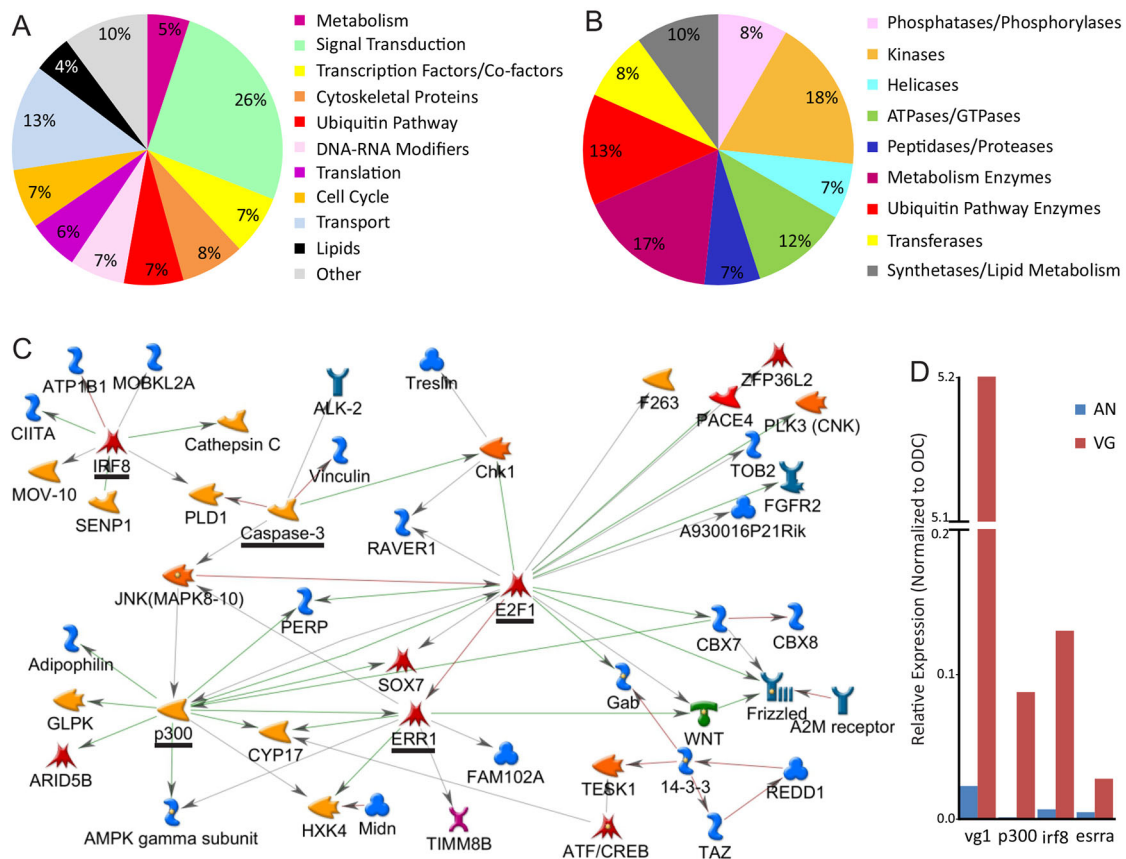 A
5%
26%
7%
8%
7%
7%
6%
7%
13%
4%
10%
Metabolism
Signal Transduction
Transcription Factors/Co-factors
Cytoskeletal Proteins
Ubiquitin Pathway
DNA-RNA Modifiers
Translation
Cell Cycle
Transport
Lipids
Other
B
8%
18%
7%
12%
7%
17%
13%
8%
10%
Phosphatases/Phosphorylases
Kinases
Helicases
ATPases/GTPases
Peptidases/Proteases
Metabolism Enzymes
Ubiquitin Pathway Enzymes
Transferases
Synthetases/Lipid Metabolism
C
ATP1B1
MOBKL2A
CIITA
Cathepsin C
IRF8
MOV-10
SENP1
PLD1
ALK-2
Vinculin
Caspase-3
Treslin
Chk1
RAVER1
F263
ZFP36L2
PACE4
PLK3 (CNK)
TOB2
FGFR2
A930016P21Rik
JNK(MAPK8-10)
PERP
E2F1
CBX7
CBX8
Adipophilin
SOX7
Gab
Frizzled
A2M receptor
GLPK
p300
CYP17
ERR1
WNT
ARID5B
FAM102A
TESK1
14-3-3
REDD1
AMPK gamma subunit
HXK4
Midn
TIMM8B
ATF/CREB
TAZ
D
Relative Expression (Normalized to ODC)
5.2
5.1
0.2
0.1
0.0
AN
VG
vg1
p300
irf8
esrra